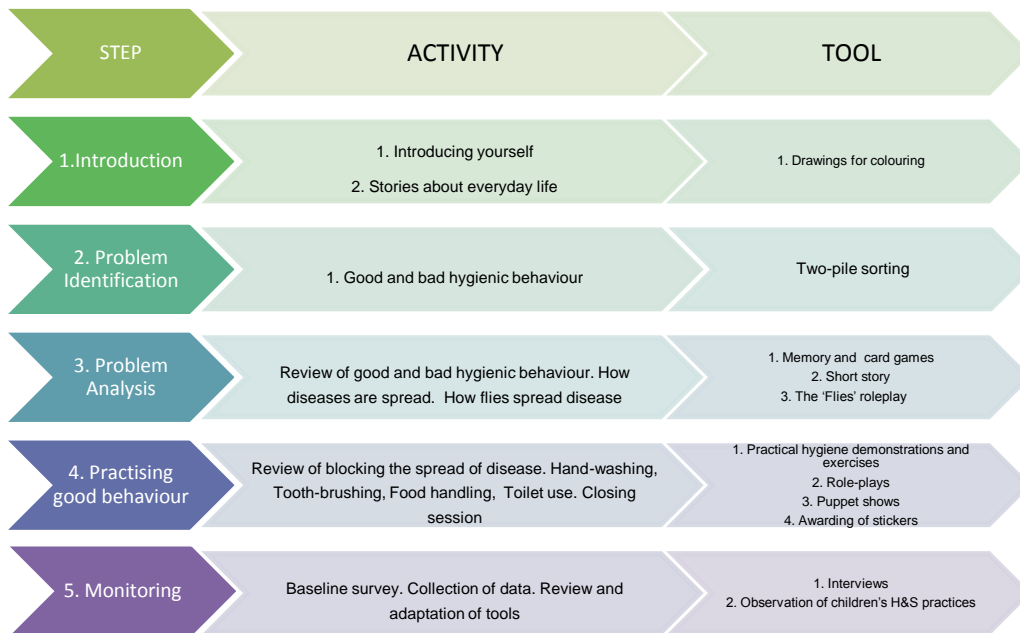 STEP
ACTIVITY
TOOL
1.Introduction
1. Introducing yourself
2. Stories about everyday life
1. Drawings for colouring
2. Problem
Identification
1. Good and bad hygienic behaviour
Two-pile sorting
3. Problem
Analysis
Review of good and bad hygienic behaviour. How
diseases are spread. How flies spread disease
1. Memory and card games
2. Short story
3. The ‘Flies’ roleplay
4. Practising
good behaviour
Review of blocking the spread of disease. Hand-washing,
Tooth-brushing, Food handling, Toilet use. Closing
session
1. Practical hygiene demonstrations and
exercises
2. Role-plays
3. Puppet shows
4. Awarding of stickers
5. Monitoring
Baseline survey. Collection of data. Review and
adaptation of tools
1. Interviews
2. Observation of children’s H&S practices